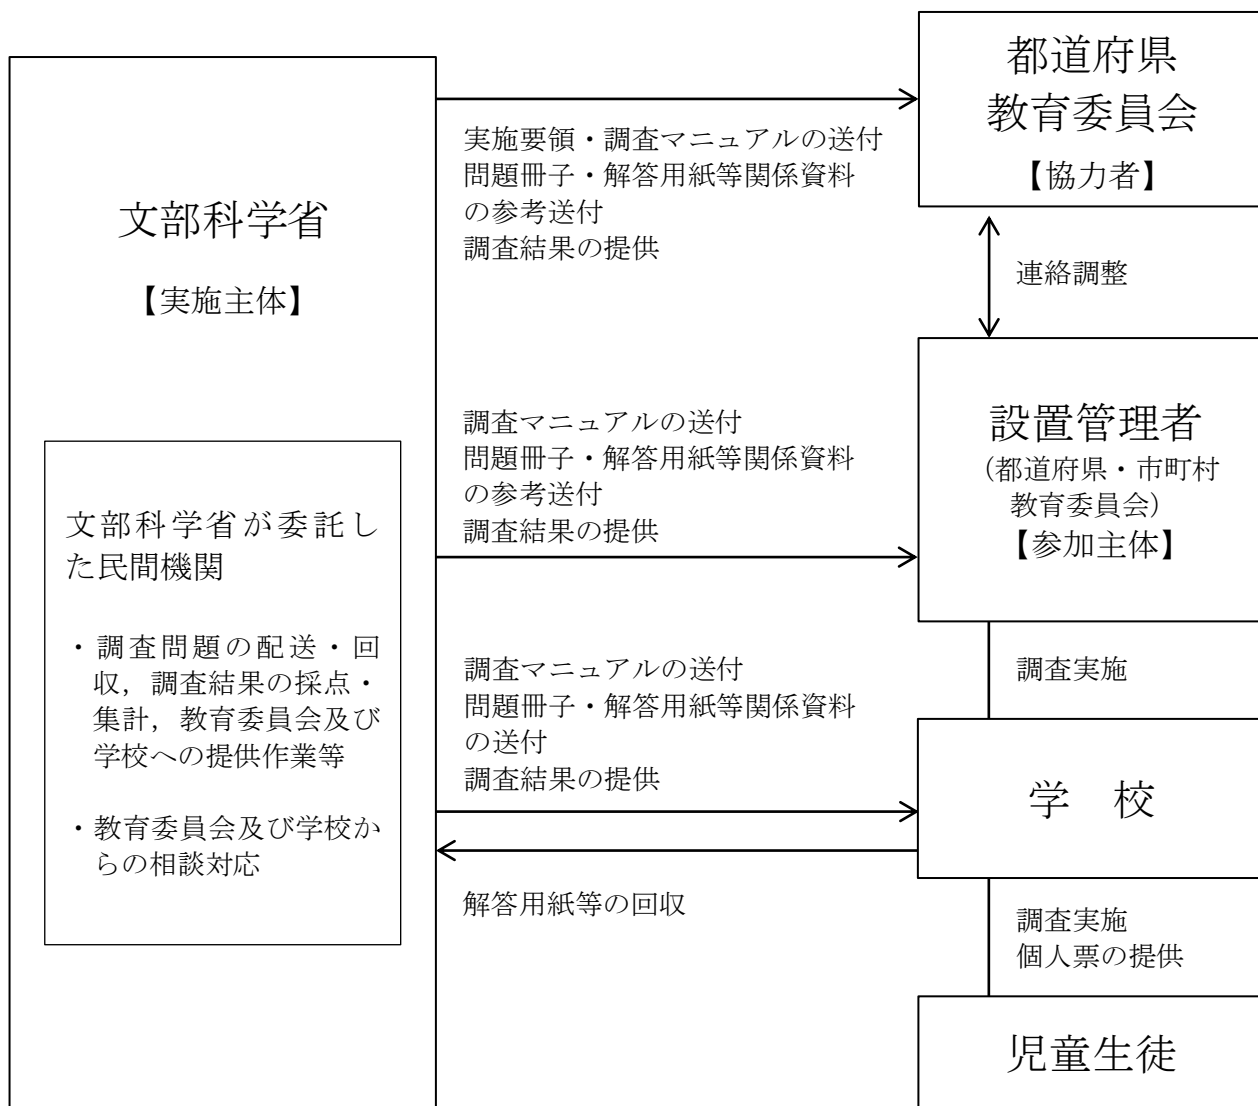 文部科学省
【実施主体】
文部科学省が委託し
た民間機関
・調査問題の配送・回
収，調査結果の採点・
集計，教育委員会及び
学校への提供作業等
・教育委員会及び学校か
らの相談対応
実施要領・調査マニュアルの送付
問題冊子・解答用紙等関係資料
の参考送付
調査結果の提供
調査マニュアルの送付
問題冊子・解答用紙等関係資料
の参考送付
調査結果の提供
調査マニュアルの送付
問題冊子・解答用紙等関係資料
の送付
調査結果の提供
解答用紙等の回収
都道府県
教育委員会
【協力者】
連絡調整
設置管理者
（都道府県・市町村
教育委員会）
【参加主体】
調査実施
学　校
調査実施
個人票の提供
児童生徒